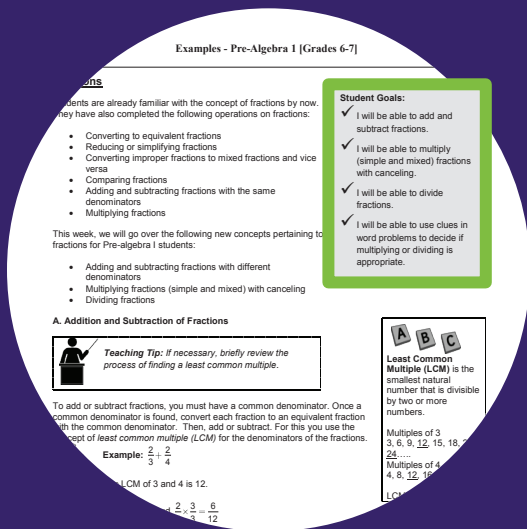 Examples - Pre-Algebra 1 [Grades 6-7]
are already familiar with the concept of fractions by now.
have also completed the following operations on fractions:
• Converting to equivalent fractions
• Reducing or simplifying fractions
• Converting improper fractions to mixed fractions and vice
versa
• Comparing fractions
• Adding and subtracting fractions with the same
denominators
• Multiplying fractions
This week, we will go over the following new concepts pertaining to
fractions for Pre-algebra I students:
• Adding and subtracting fractions with different
denominators
• Multiplying fractions (simple and mixed) with canceling
• Dividing fractions
Student Goals:
✓ I will be able to add and
subtract fractions.
✓ I will be able to multiply
(simple and mixed) fractions
with canceling.
✓ I will be able to divide
fractions.
✓ I will be able to use clues in
word problems to decide if
multiplying or dividing is
appropriate.
A. Addition and Subtraction of Fractions
Teaching Tip: If necessary, briefly review the
process of finding a least common multiple.
To add or subtract fractions, you must have a common denominator. Once a
common denominator is found, convert each fraction to an equivalent fraction
with the common denominator. Then, add or subtract. For this you use the
of least common multiple (LCM) for the denominators of the fractions.
Example: 2/3 + 2/4
LCM of 3 and 4 is 12.
2/3 × 3/3 = 6/12
A B C
Least Common
Multiple (LCM) is the
smallest natural
number that is divisible
by two or more
numbers.
Multiples of 3
3, 6, 9, 12, 15, 18,
24…..
Multiples of 4
4, 8, 12,
LCM